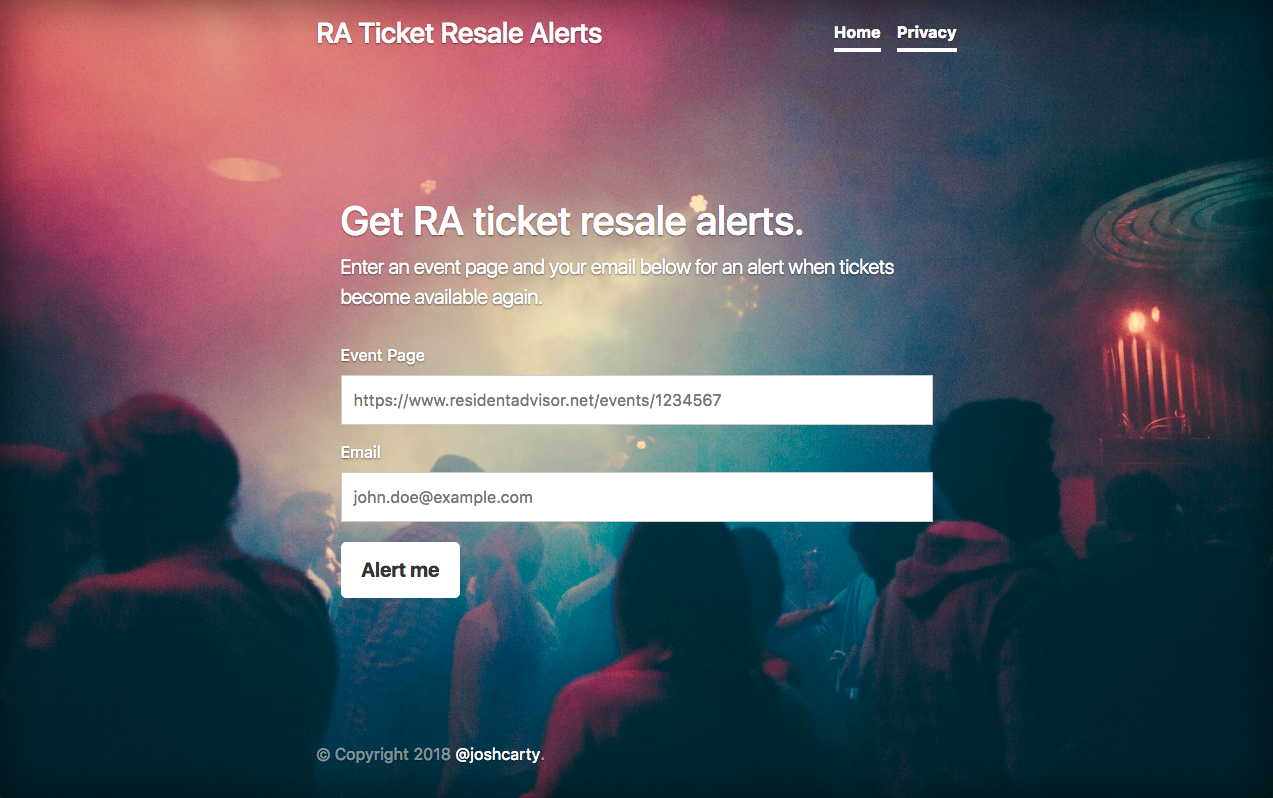 RA Ticket Resale Alerts
Home Privacy
Get RA ticket resale alerts.
Enter an event page and your email below for an alert when tickets
become available again.
Event Page
https://www.residentadvisor.net/events/1234567
Email
john.doe@example.com
Alert me
© Copyright 2018 @joshcarty.